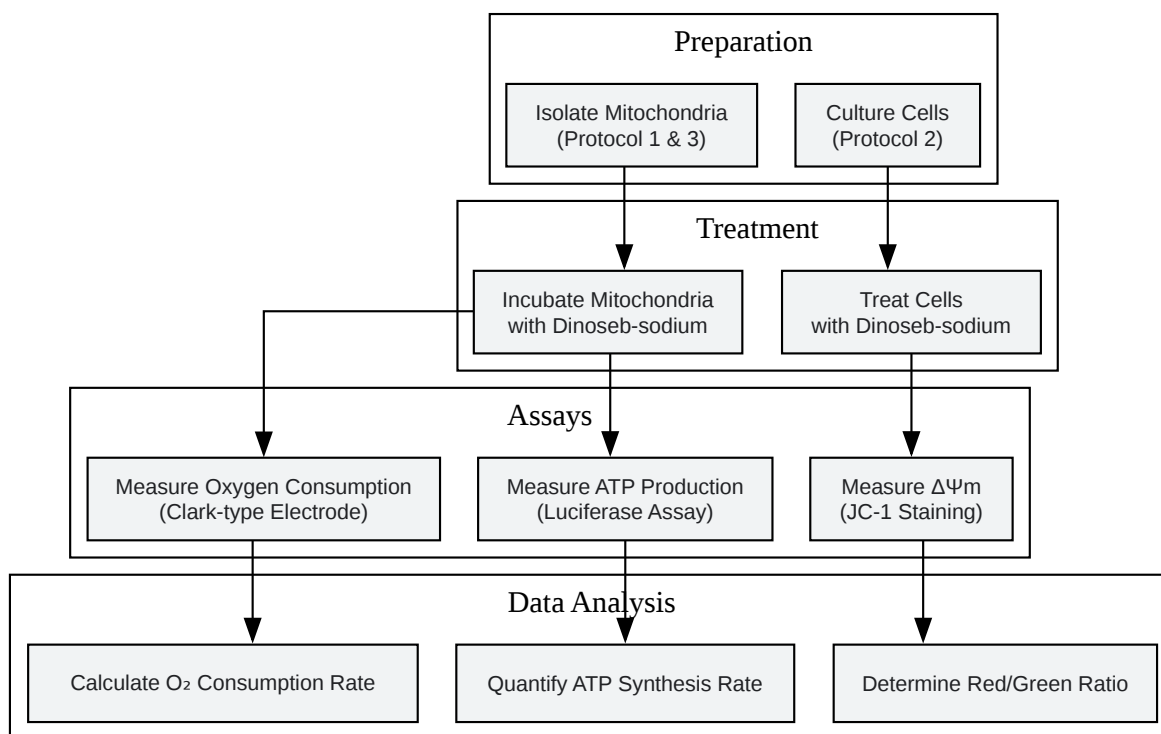 Preparation
Isolate Mitochondria
(Protocol 1 & 3)
Culture Cells
(Protocol 2)
Treatment
Incubate Mitochondria
with Dinoseb-sodium
Treat Cells
with Dinoseb-sodium
Assays
Measure Oxygen Consumption
(Clark-type Electrode)
Measure ATP Production
(Luciferase Assay)
Measure ΔΨm
(JC-1 Staining)
Data Analysis
Calculate O₂ Consumption Rate
Quantify ATP Synthesis Rate
Determine Red/Green Ratio